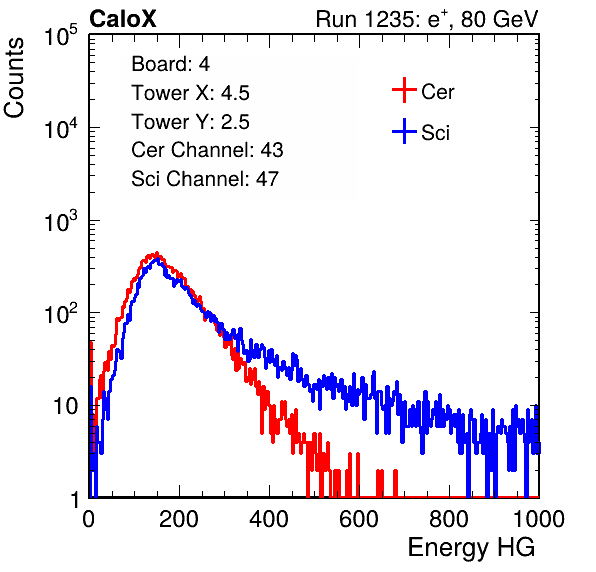 CaloX Run 1235: e⁺, 80 GeV
Counts
10⁵
10⁴
10³
10²
10
1
Board: 4
Tower X: 4.5
Tower Y: 2.5
Cer Channel: 43
Sci Channel: 47
Cer
Sci
0 200 400 600 800 1000
Energy HG